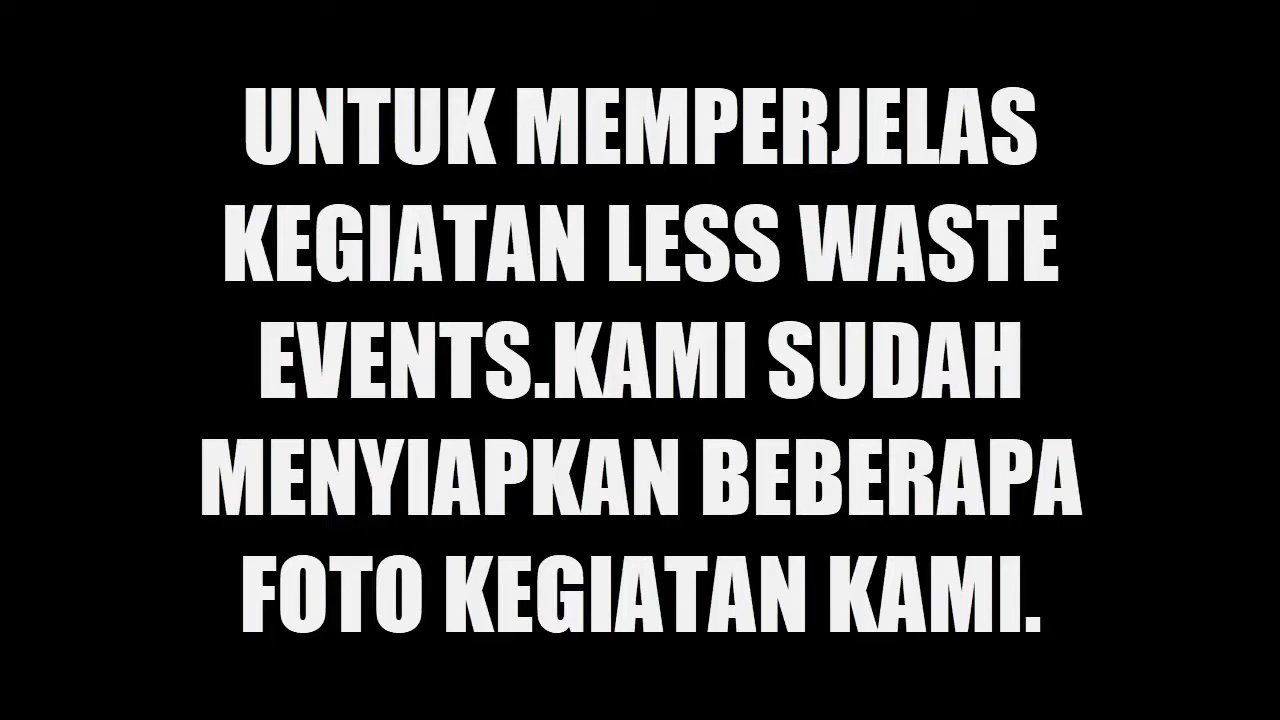 UNTUK MEMPERJELAS
KEGIATAN LESS WASTE
EVENTS.KAMI SUDAH
MENYIAPKAN BEBERAPA
FOTO KEGIATAN KAMI.